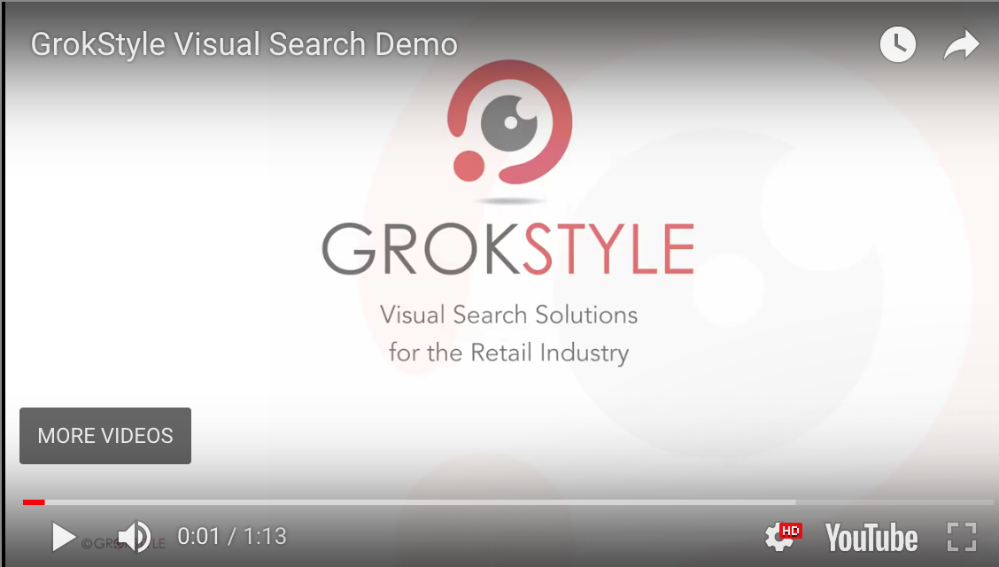 GrokStyle Visual Search Demo
GROKSTYLE
Visual Search Solutions
for the Retail Industry
MORE VIDEOS
0:01 / 1:13
HD
YouTube